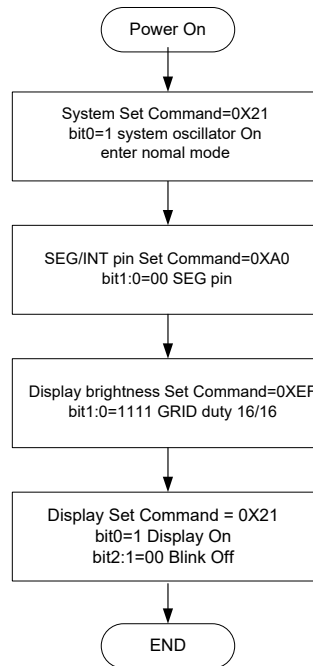 Power On
System Set Command=0X21
bit0=1 system oscillator On
enter nomal mode
SEG/INT pin Set Command=0XA0
bit1:0=00 SEG pin
Display brightness Set Command=0XEF
bit1:0=1111 GRID duty 16/16
Display Set Command = 0X21
bit0=1 Display On
bit2:1=00 Blink Off
END